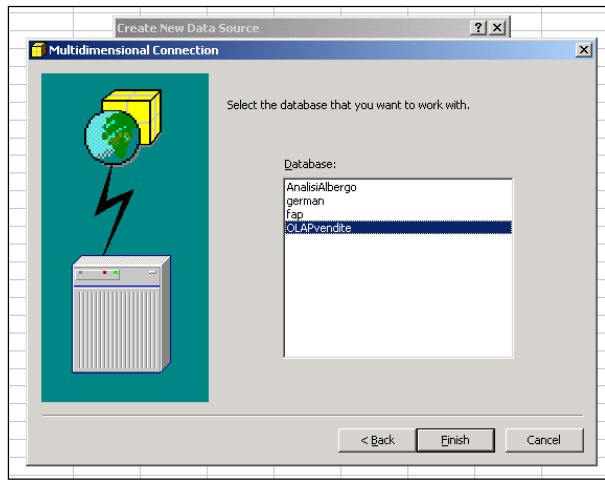 Create New Data Source
Multidimensional Connection
Select the database that you want to work with.
Database:
AnalisiAlbergo
german
fap
OLAPvendite
< Back
Finish
Cancel